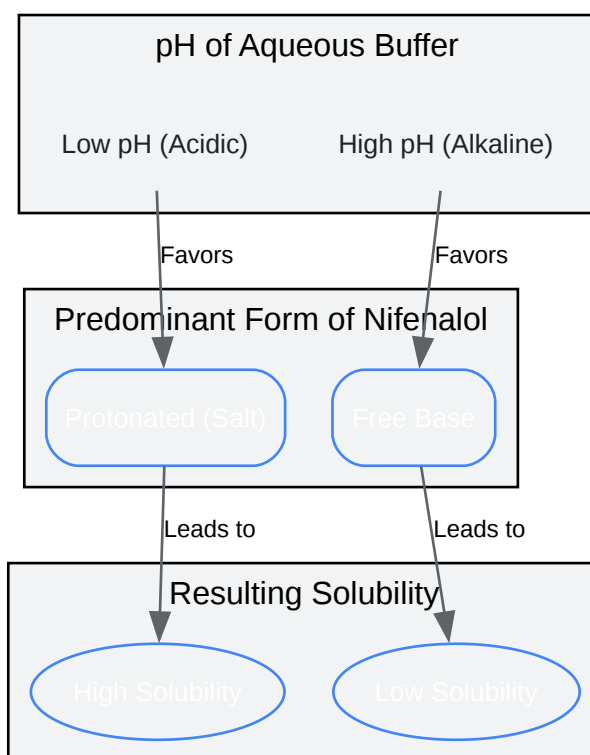 pH of Aqueous Buffer
Low pH (Acidic)
High pH (Alkaline)
Favors
Favors
Predominant Form of Nifenalol
Protonated (Salt)
Free Base
Leads to
Leads to
Resulting Solubility
High Solubility
Low Solubility